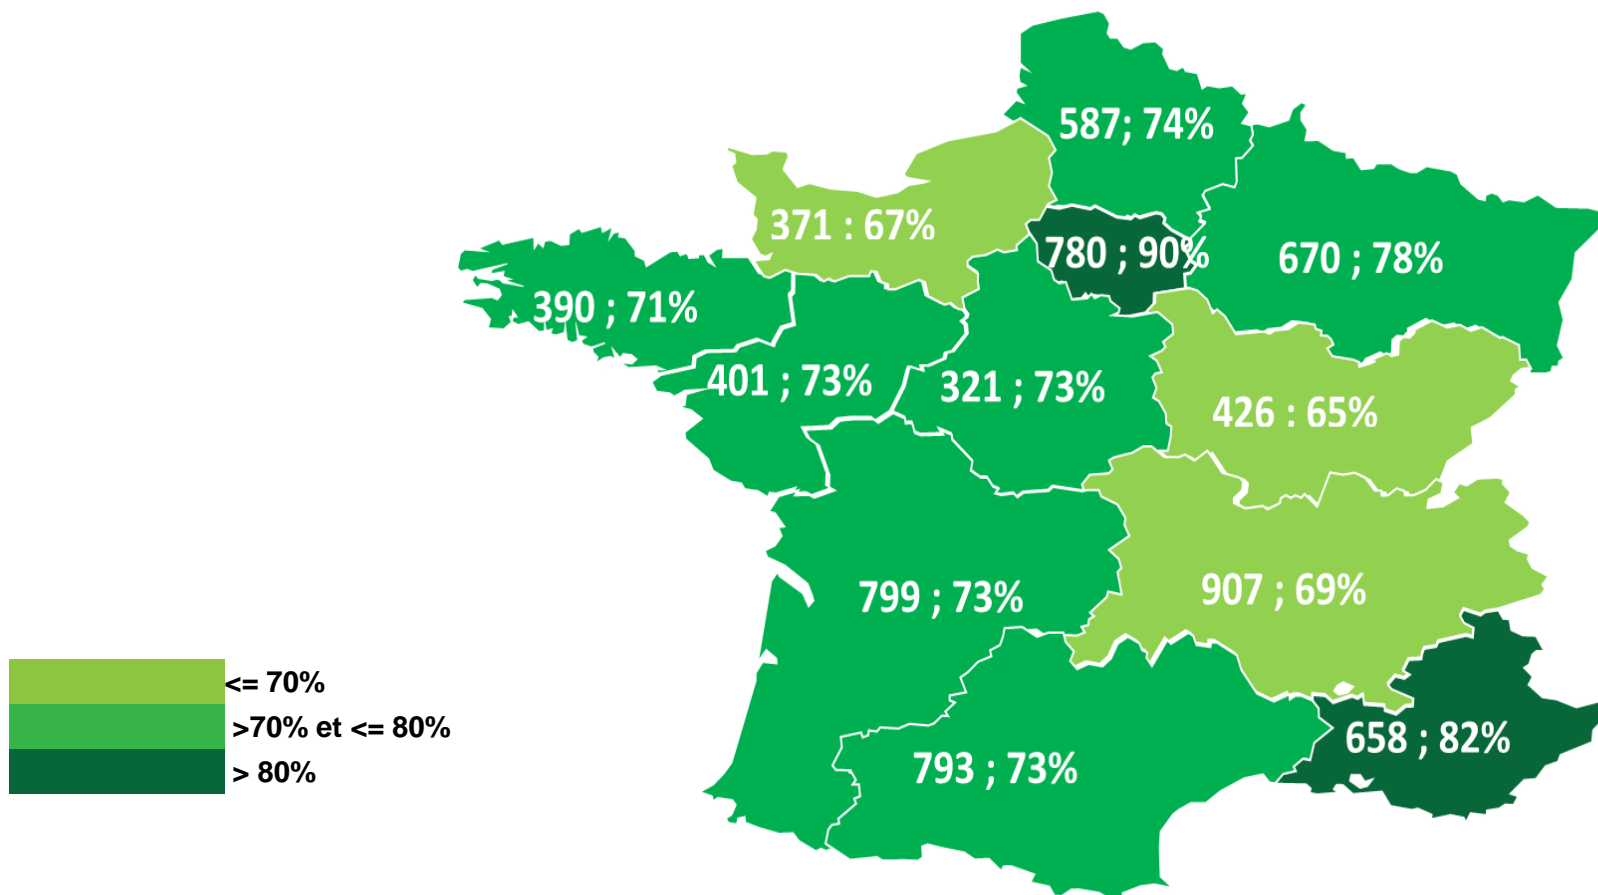 587; 74%
371 : 67%
780 ; 90%
670 ; 78%
390 ; 71%
401 ; 73%
321 ; 73%
426 : 65%
799 ; 73%
907 ; 69%
658 ; 82%
793 ; 73%
<= 70%
>70% et <= 80%
> 80%